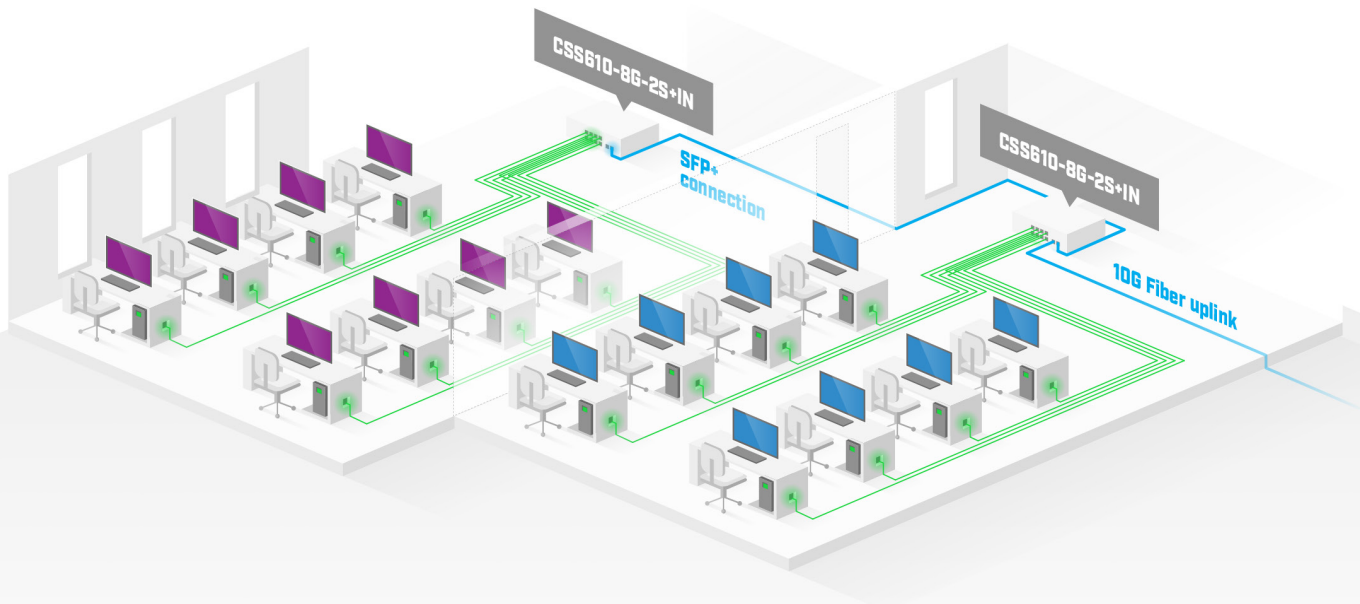 CSS610-8G-2S+IN
SFP+
connection
CSS610-8G-2S+IN
10G Fiber uplink